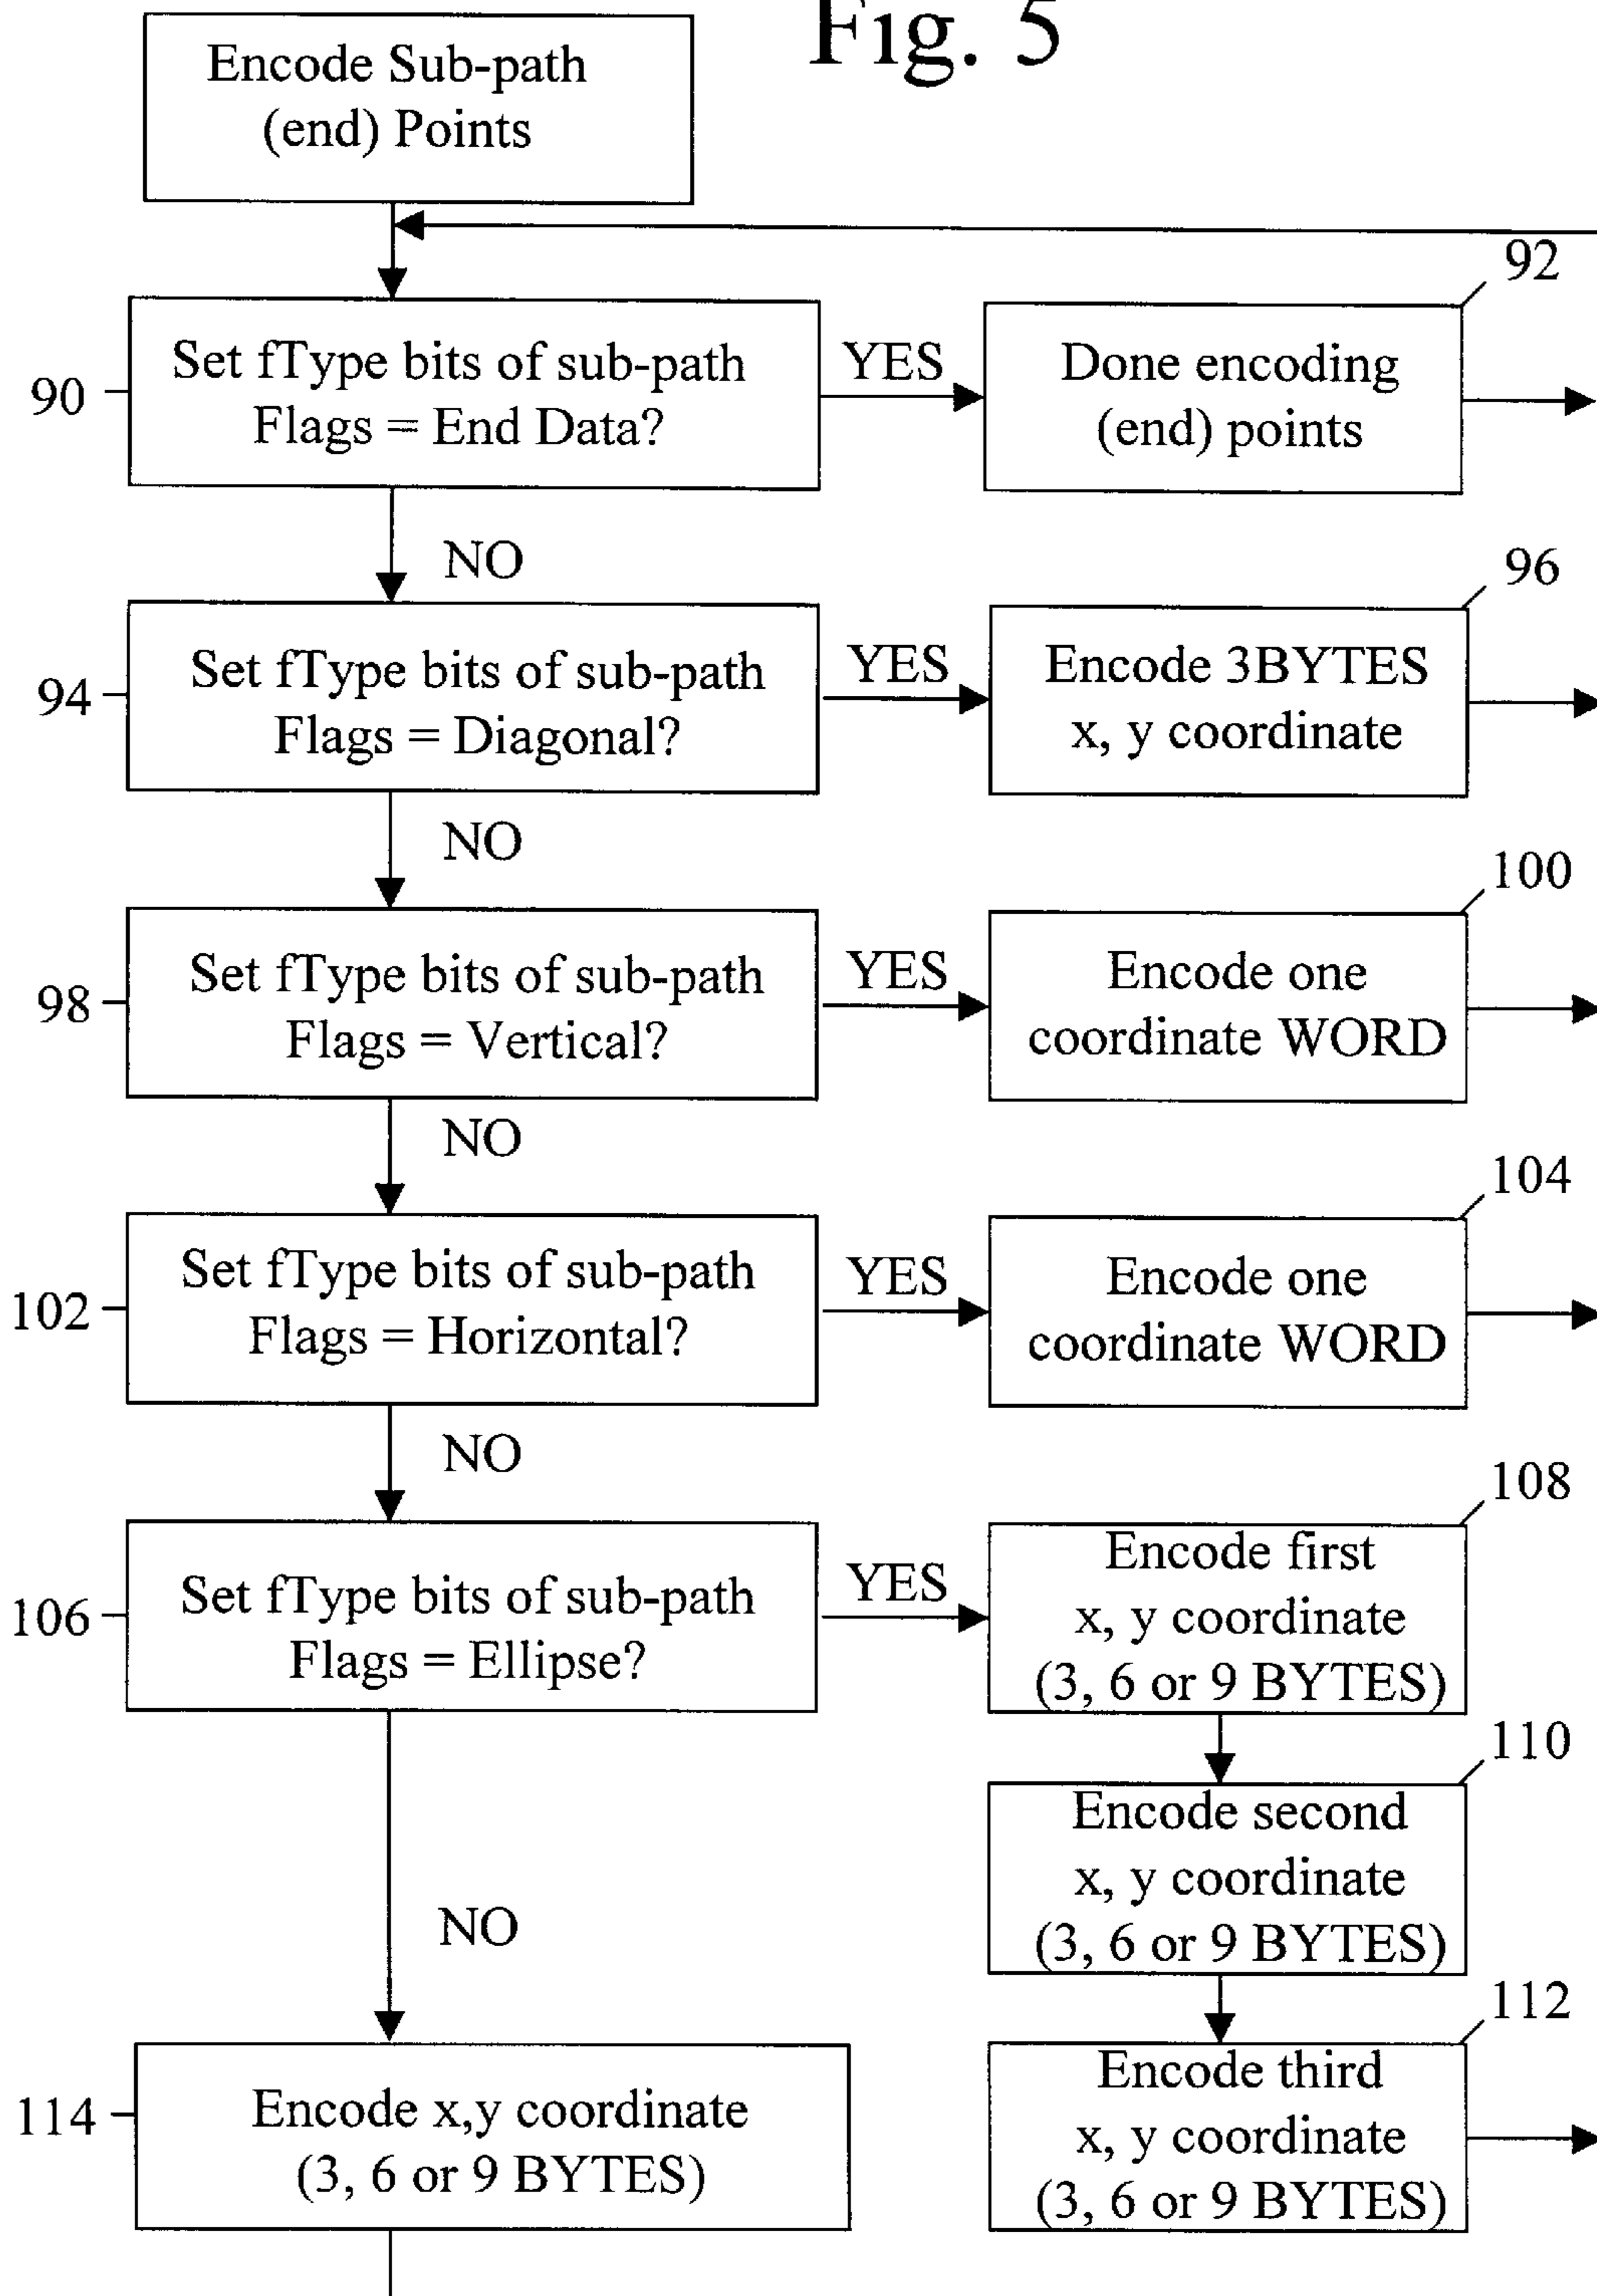 Fig. 5
Encode Sub-path
(end) Points
92
90
Set fType bits of sub-path
Flags = End Data?
YES
Done encoding
(end) points
NO
96
94
Set fType bits of sub-path
Flags = Diagonal?
YES
Encode 3BYTES
x, y coordinate
NO
100
98
Set fType bits of sub-path
Flags = Vertical?
YES
Encode one
coordinate WORD
NO
104
102
Set fType bits of sub-path
Flags = Horizontal?
YES
Encode one
coordinate WORD
NO
108
106
Set fType bits of sub-path
Flags = Ellipse?
YES
Encode first
x, y coordinate
(3, 6 or 9 BYTES)
110
Encode second
x, y coordinate
(3, 6 or 9 BYTES)
NO
112
Encode third
x, y coordinate
(3, 6 or 9 BYTES)
114
Encode x,y coordinate
(3, 6 or 9 BYTES)